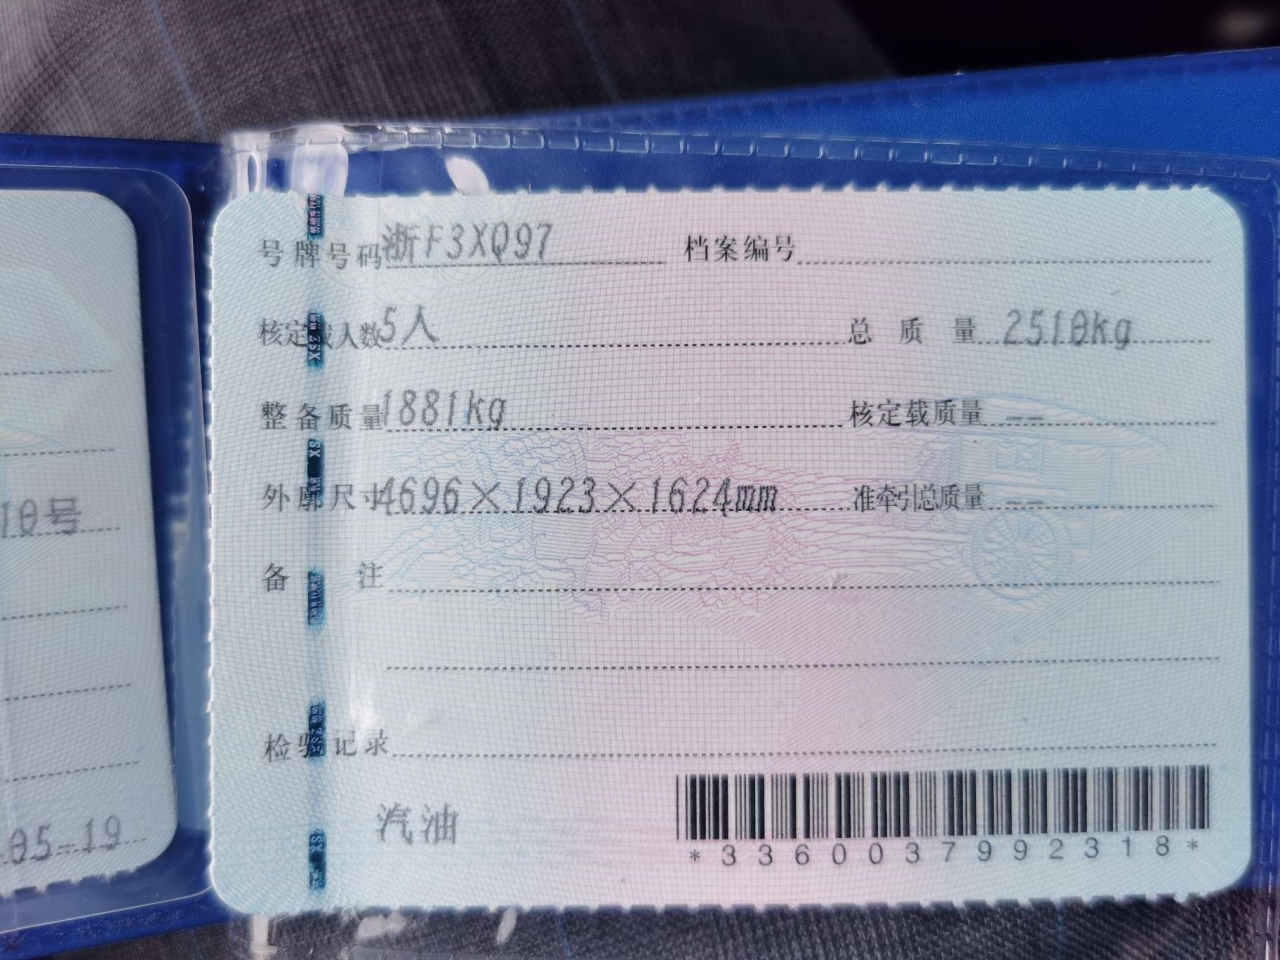 号牌号码 浙F3XQ97 档案编号
核定载人数 5人 总质量 2510kg
整备质量 1881kg 核定载质量 --
外廓尺寸 4696×1923×1624mm 准牵引总质量 --
备注
检验记录
汽油
*3360037992318*
10号
05-19